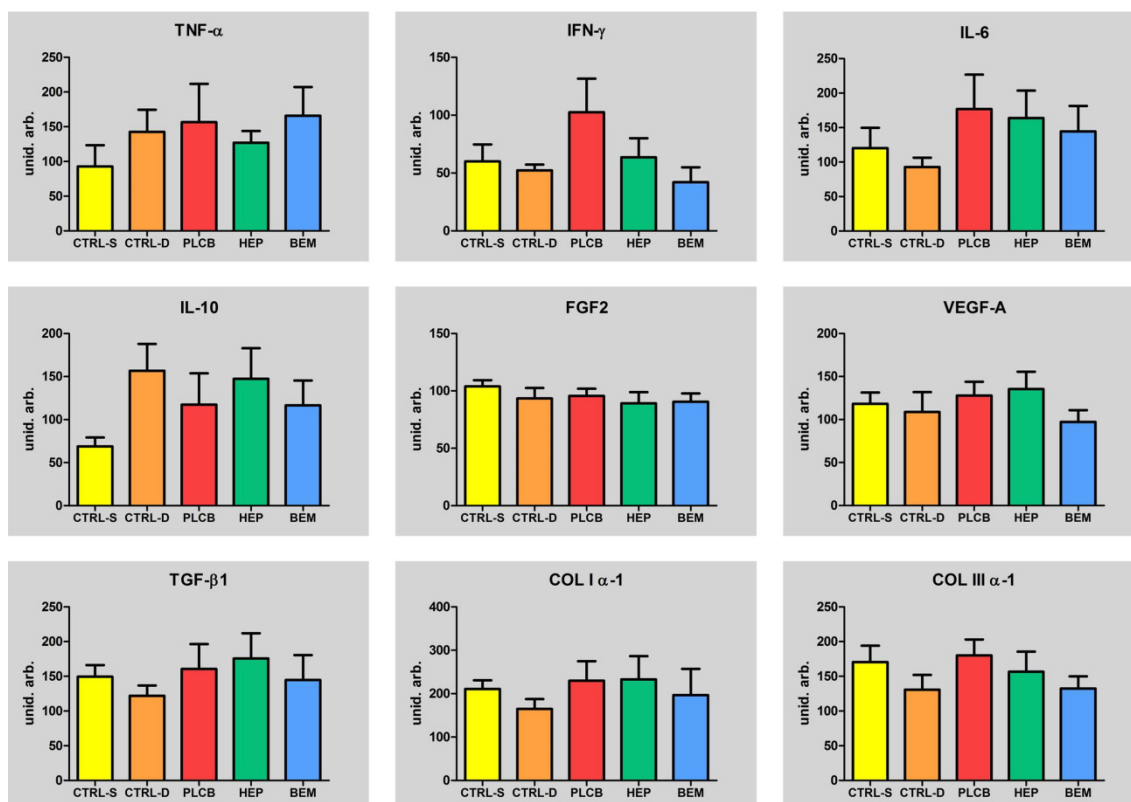 TNF-α
unid. arb.
250
200
150
100
50
0
CTRL-S CTRL-D PLCB HEP BEM
IFN-γ
unid. arb.
150
100
50
0
CTRL-S CTRL-D PLCB HEP BEM
IL-6
unid. arb.
250
200
150
100
50
0
CTRL-S CTRL-D PLCB HEP BEM
IL-10
unid. arb.
200
150
100
50
0
CTRL-S CTRL-D PLCB HEP BEM
FGF2
unid. arb.
150
100
50
0
CTRL-S CTRL-D PLCB HEP BEM
VEGF-A
unid. arb.
200
150
100
50
0
CTRL-S CTRL-D PLCB HEP BEM
TGF-β1
unid. arb.
250
200
150
100
50
0
CTRL-S CTRL-D PLCB HEP BEM
COL I α-1
unid. arb.
400
300
200
100
0
CTRL-S CTRL-D PLCB HEP BEM
COL III α-1
unid. arb.
250
200
150
100
50
0
CTRL-S CTRL-D PLCB HEP BEM